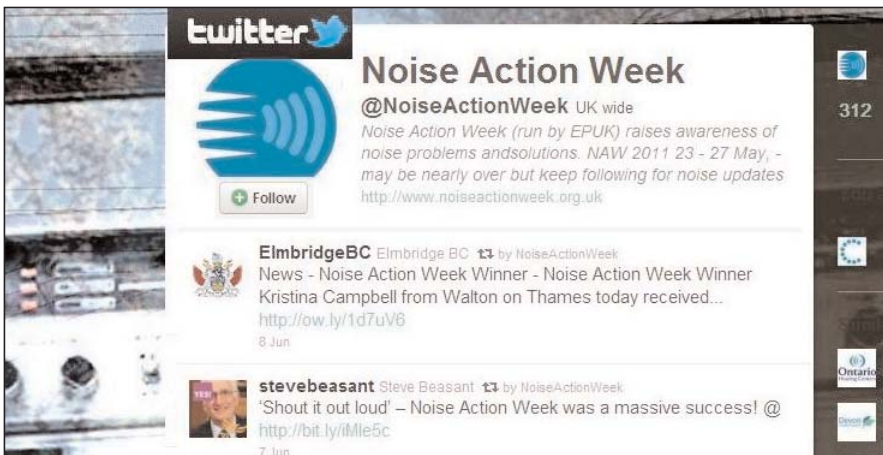 twitter
Noise Action Week
@NoiseActionWeek UK wide
Noise Action Week (run by EPUK) raises awareness of
noise problems andsolutions. NAW 2011 23 - 27 May, -
may be nearly over but keep following for noise updates
http://www.noiseactionweek.org.uk
Follow
312
ElmbridgeBC Elmbridge BC by NoiseActionWeek
News - Noise Action Week Winner - Noise Action Week Winner
Kristina Campbell from Walton on Thames today received...
http://ow.ly/1d7uV6
8 Jun
YES!
stevebeasant Steve Beasant by NoiseActionWeek
‘Shout it out loud’ – Noise Action Week was a massive success! @
http://bit.ly/iMle5c
7 Jun
Ontario
Devon